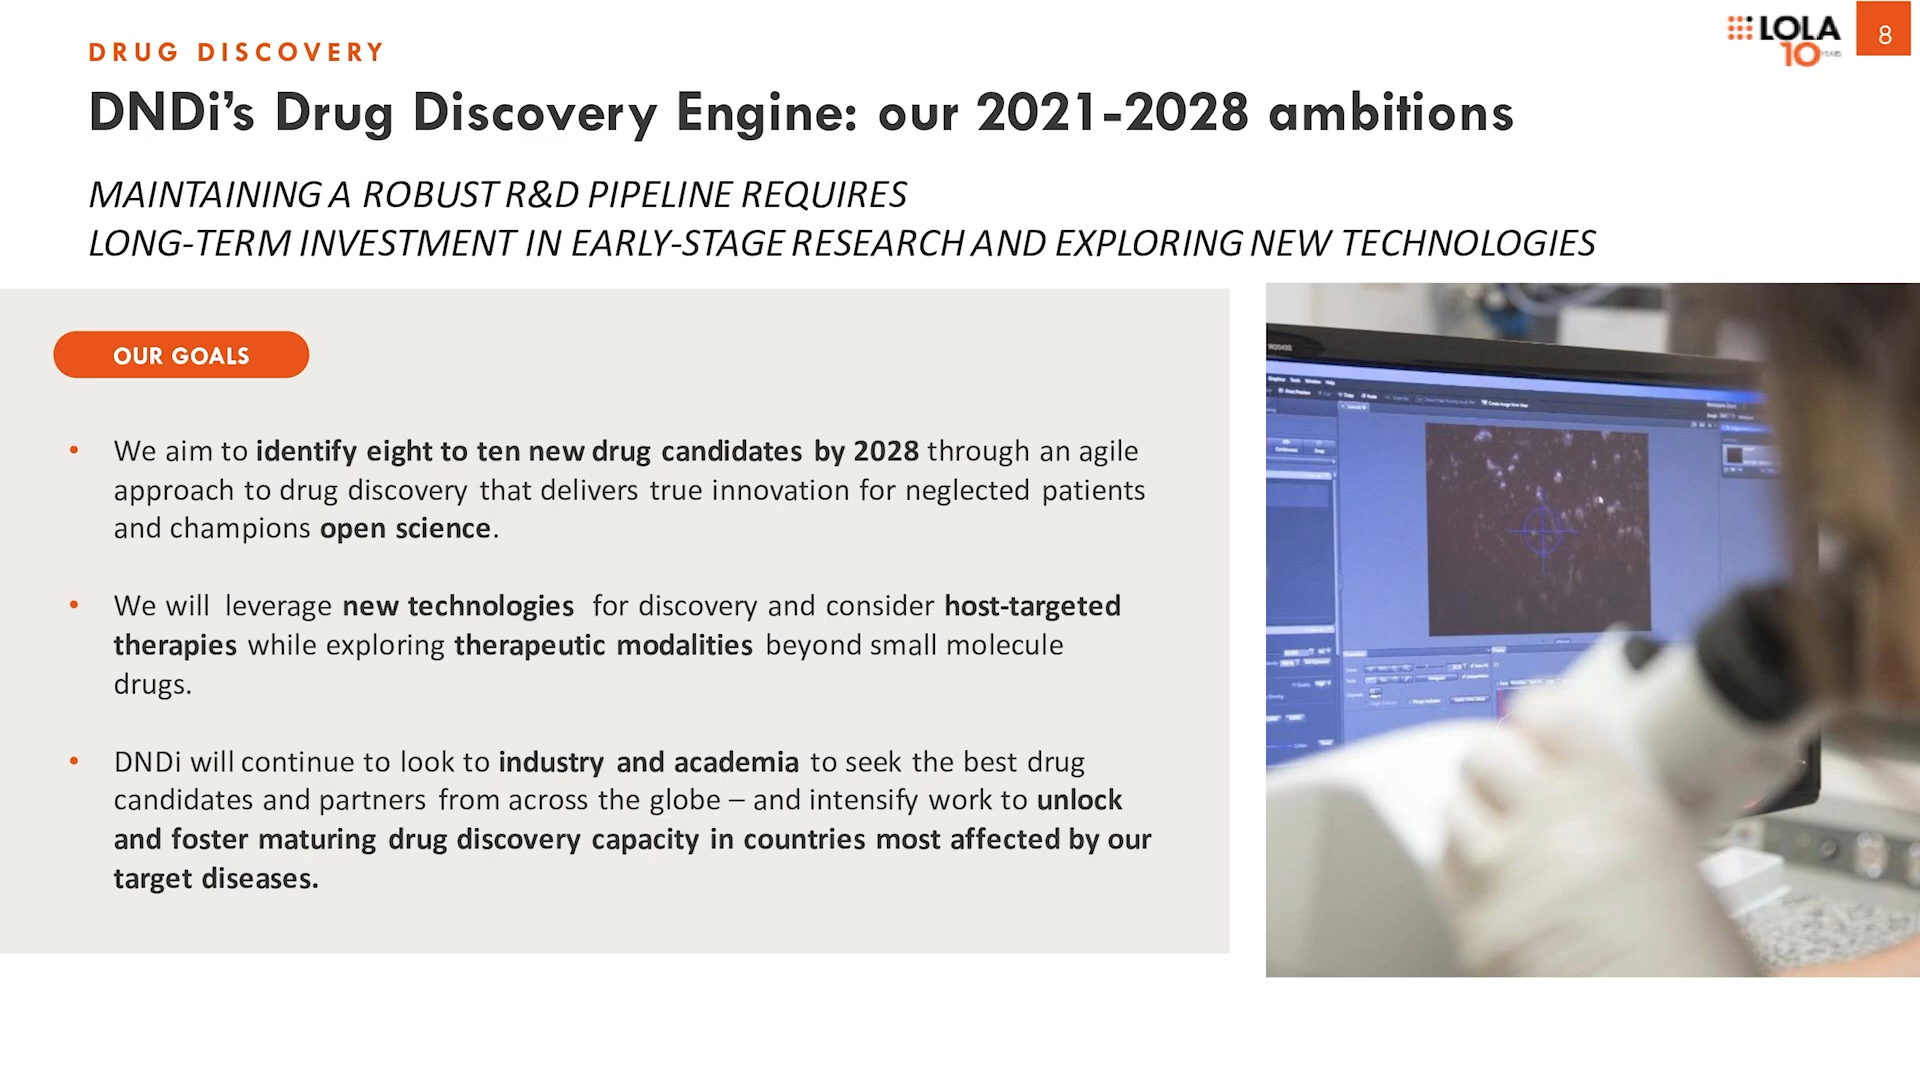 DRUG DISCOVERY
LOLA
10 YEARS
8
DNDi’s Drug Discovery Engine: our 2021-2028 ambitions
MAINTAINING A ROBUST R&D PIPELINE REQUIRES
LONG-TERM INVESTMENT IN EARLY-STAGE RESEARCH AND EXPLORING NEW TECHNOLOGIES
OUR GOALS
• We aim to identify eight to ten new drug candidates by 2028 through an agile
approach to drug discovery that delivers true innovation for neglected patients
and champions open science.
• We will leverage new technologies for discovery and consider host-targeted
therapies while exploring therapeutic modalities beyond small molecule
drugs.
• DNDi will continue to look to industry and academia to seek the best drug
candidates and partners from across the globe – and intensify work to unlock
and foster maturing drug discovery capacity in countries most affected by our
target diseases.